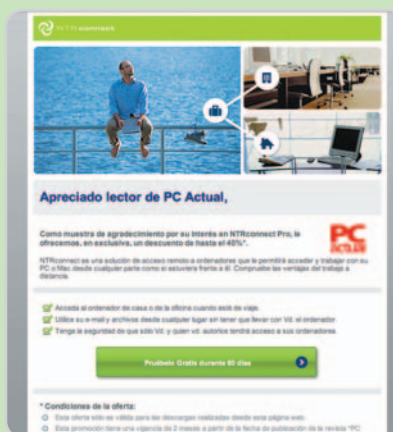 NTRconnect
Apreciado lector de PC Actual,
Como muestra de agradecimiento por su interés en NTRconnect Pro, le
ofrecemos, en exclusiva, un descuento de hasta el 40%*.
PC
ACTUAL
NTRconnect es una solución de acceso remoto a ordenadores que le permitirá acceder y trabajar con su
PC o Mac desde cualquier parte como si estuviera frente a él. Compruebe las ventajas del trabajo a
distancia.
Acceda al ordenador de casa o de la oficina cuando esté de viaje.
Utilice su e-mail y archivos desde cualquier lugar sin tener que llevar con Vd. el ordenador.
Tenga la seguridad de que sólo Vd. y quien vd. autorice tendrá acceso a sus ordenadores.
Pruébelo Gratis durante 60 días
* Condiciones de la oferta:
Esta oferta sólo es válida para las descargas realizadas desde esta página web.
Esta promoción tiene una vigencia de 2 meses a partir de la fecha de publicación de la revista "PC